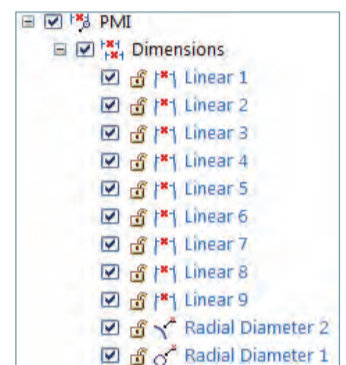 PMI
Dimensions
Linear 1
Linear 2
Linear 3
Linear 4
Linear 5
Linear 6
Linear 7
Linear 8
Linear 9
Radial Diameter 2
Radial Diameter 1